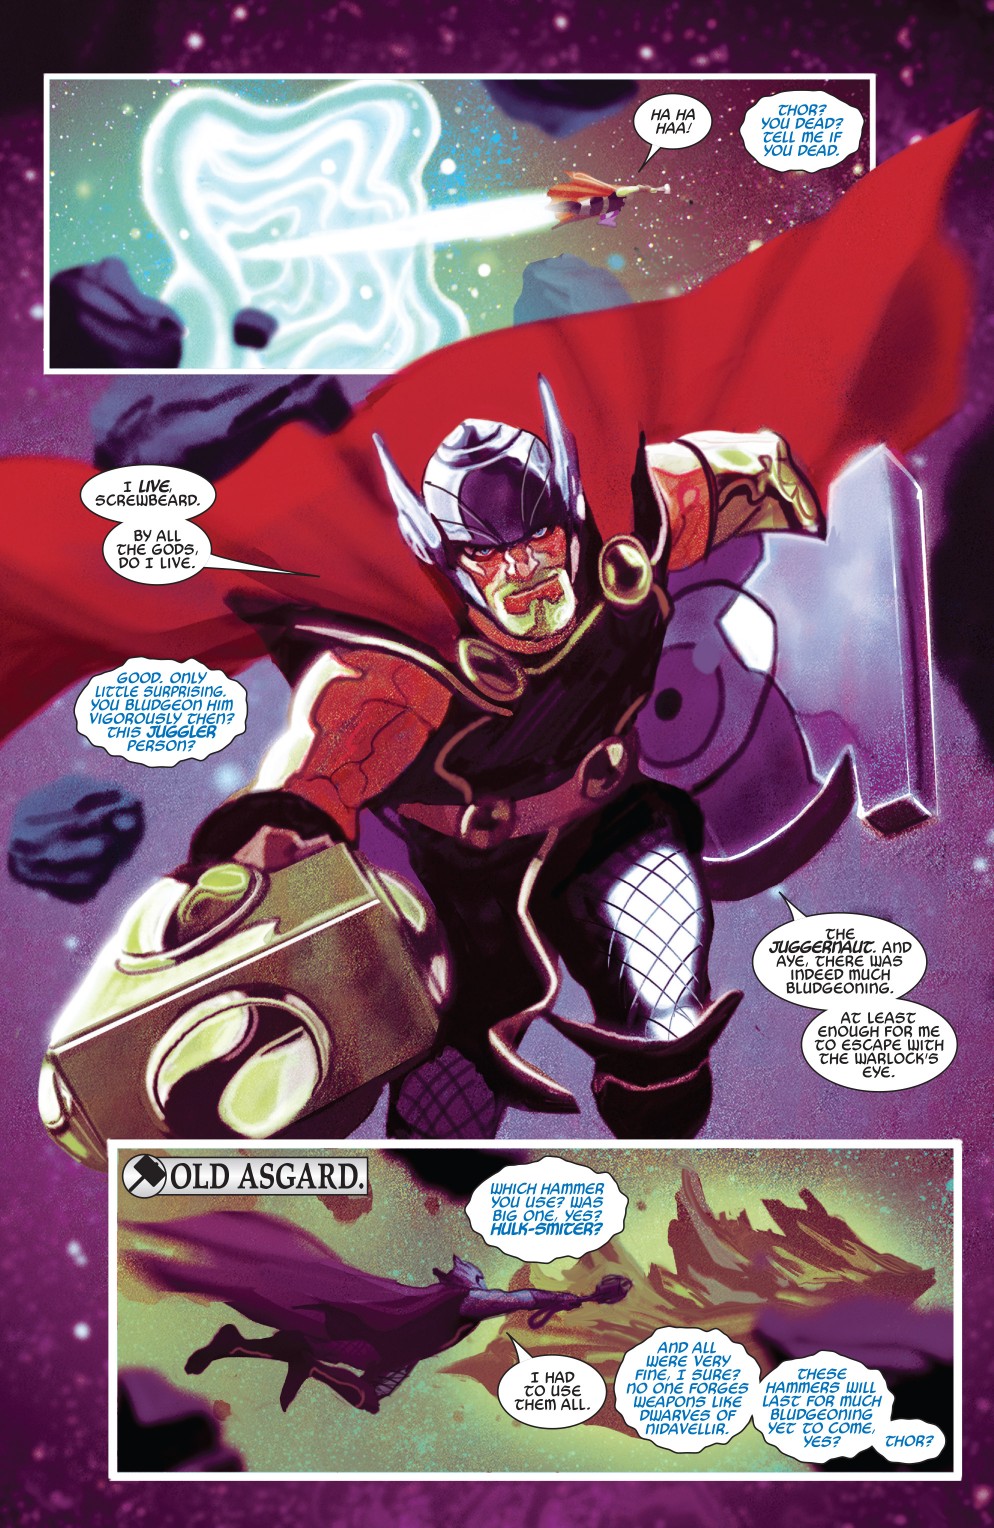 HA HA
HAA!
THOR?
YOU DEAD?
TELL ME IF
YOU DEAD.
I LIVE,
SCREWBEARD.
BY ALL
THE GODS,
DO I LIVE.
GOOD. ONLY
LITTLE SURPRISING.
YOU BLUDGEON HIM
VIGOROUSLY THEN?
THIS JUGGLER
PERSON?
THE
JUGGERNAUT. AND
AYE, THERE WAS
INDEED MUCH
BLUDGEONING.
AT LEAST
ENOUGH FOR ME
TO ESCAPE WITH
THE WARLOCK'S
EYE.
OLD ASGARD.
WHICH HAMMER
YOU USE? WAS
BIG ONE, YES?
HULK-SMITER?
I HAD
TO USE
THEM ALL.
AND ALL
WERE VERY
FINE, I SURE?
NO ONE FORGES
WEAPONS LIKE
DWARVES OF
NIDAVELLIR.
THESE
HAMMERS WILL
LAST FOR MUCH
BLUDGEONING
YET TO COME,
YES?
THOR?